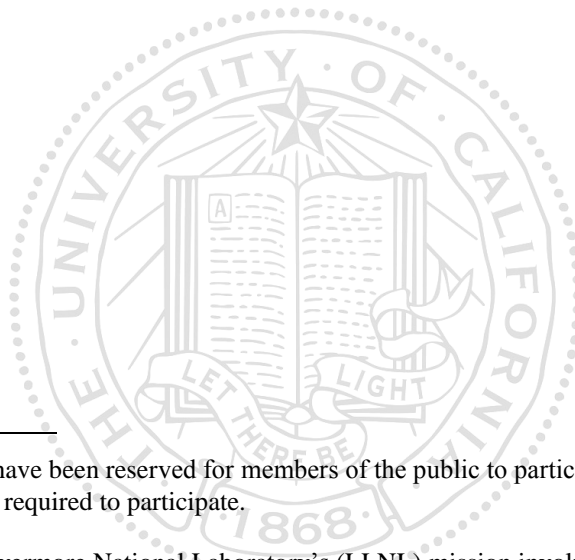 THE · UNIVERSITY · OF · CALIFORNIA
A
LET THERE BE LIGHT
· 1868 ·
have been reserved for members of the public to partic
required to participate.
vermore National Laboratory's (LLNL) mission invol